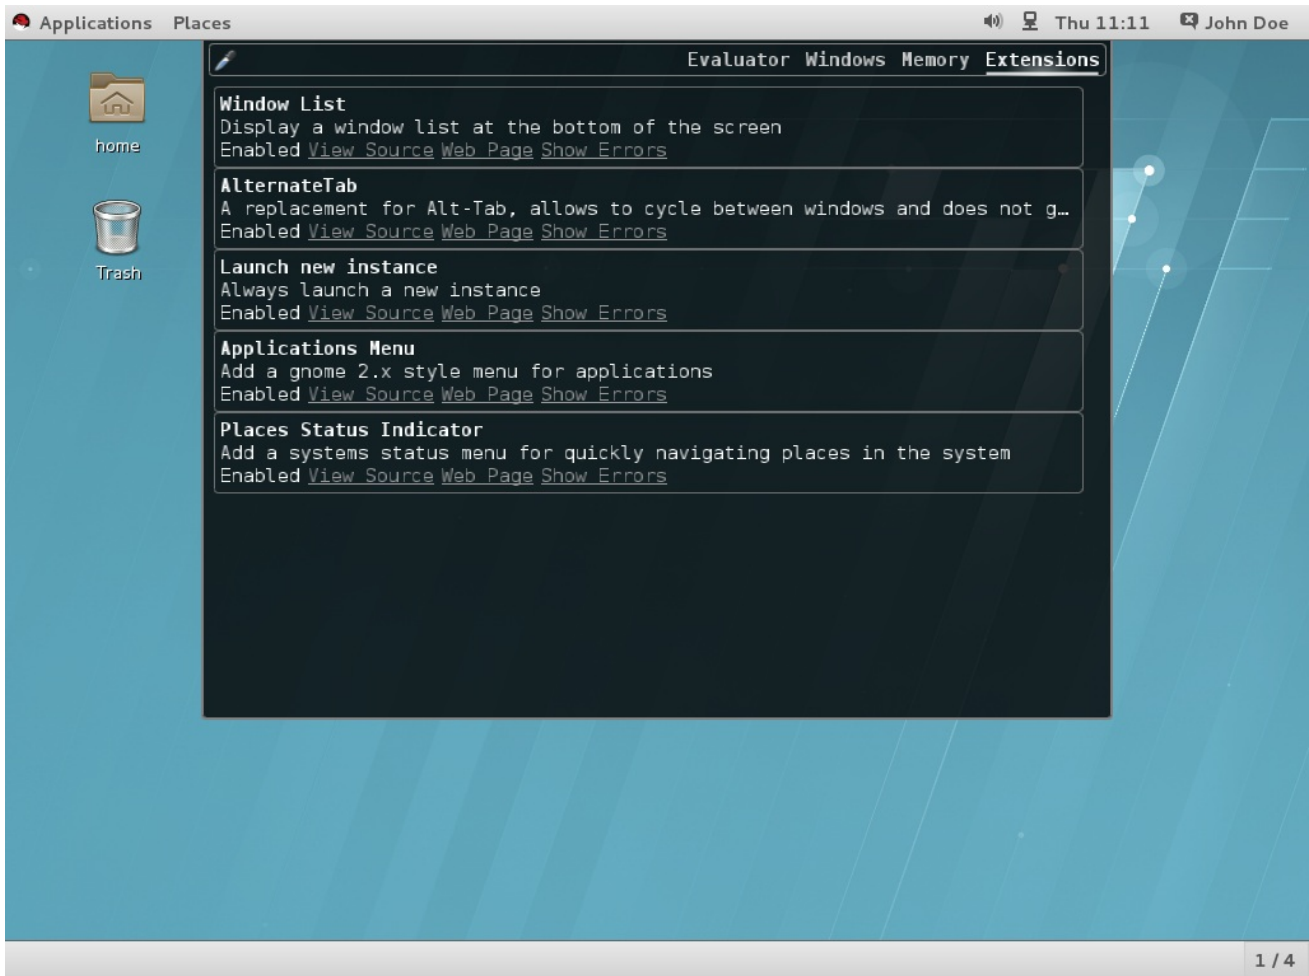 Applications Places Thu 11:11 John Doe
home
Trash
Evaluator Windows Memory Extensions
Window List
Display a window list at the bottom of the screen
Enabled View Source Web Page Show Errors
AlternateTab
A replacement for Alt-Tab, allows to cycle between windows and does not g…
Enabled View Source Web Page Show Errors
Launch new instance
Always launch a new instance
Enabled View Source Web Page Show Errors
Applications Menu
Add a gnome 2.x style menu for applications
Enabled View Source Web Page Show Errors
Places Status Indicator
Add a systems status menu for quickly navigating places in the system
Enabled View Source Web Page Show Errors
1 / 4